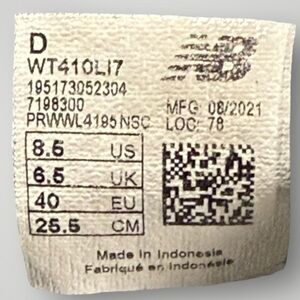 D
WT410LI7
195173052304
7198300
PRWWL4195 NSC
MFG 08/2021
LOC: 78
8.5 US
6.5 UK
40 EU
25.5 CM
Made in Indonesia
Fabriqué en Indonésie